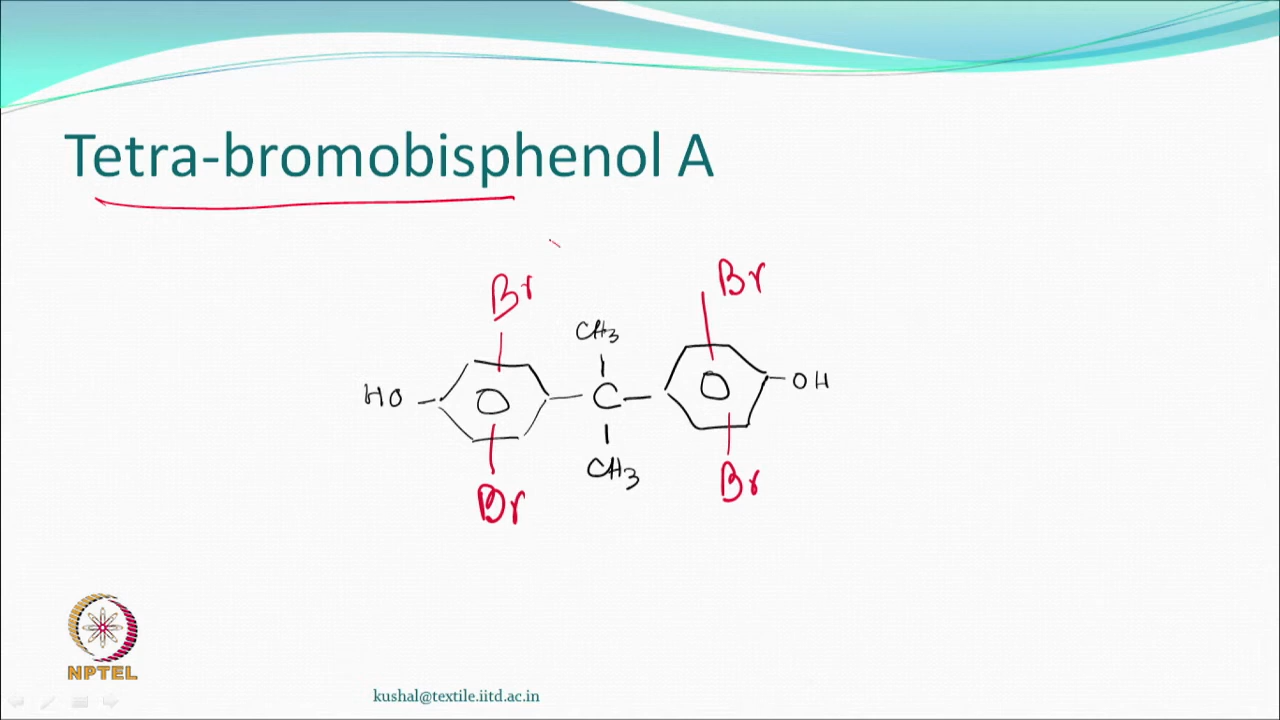 Tetra-bromobisphenol A
Br Br
CH3
HO C OH
CH3
Br Br
NPTEL
kushal@textile.iitd.ac.in